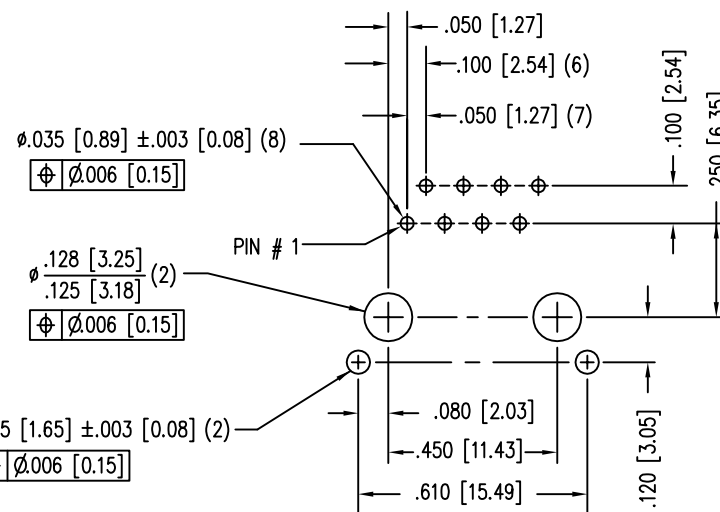 .050 [1.27]
.100 [2.54] (6)
.050 [1.27] (7)
.100 [2.54]
.250 [6.35]
ø.035 [0.89] ±.003 [0.08] (8)
⌖ Ø.006 [0.15]
PIN # 1
ø .128 [3.25]
.125 [3.18] (2)
⌖ Ø.006 [0.15]
5 [1.65] ±.003 [0.08] (2)
Ø.006 [0.15]
.080 [2.03]
.450 [11.43]
.610 [15.49]
.120 [3.05]